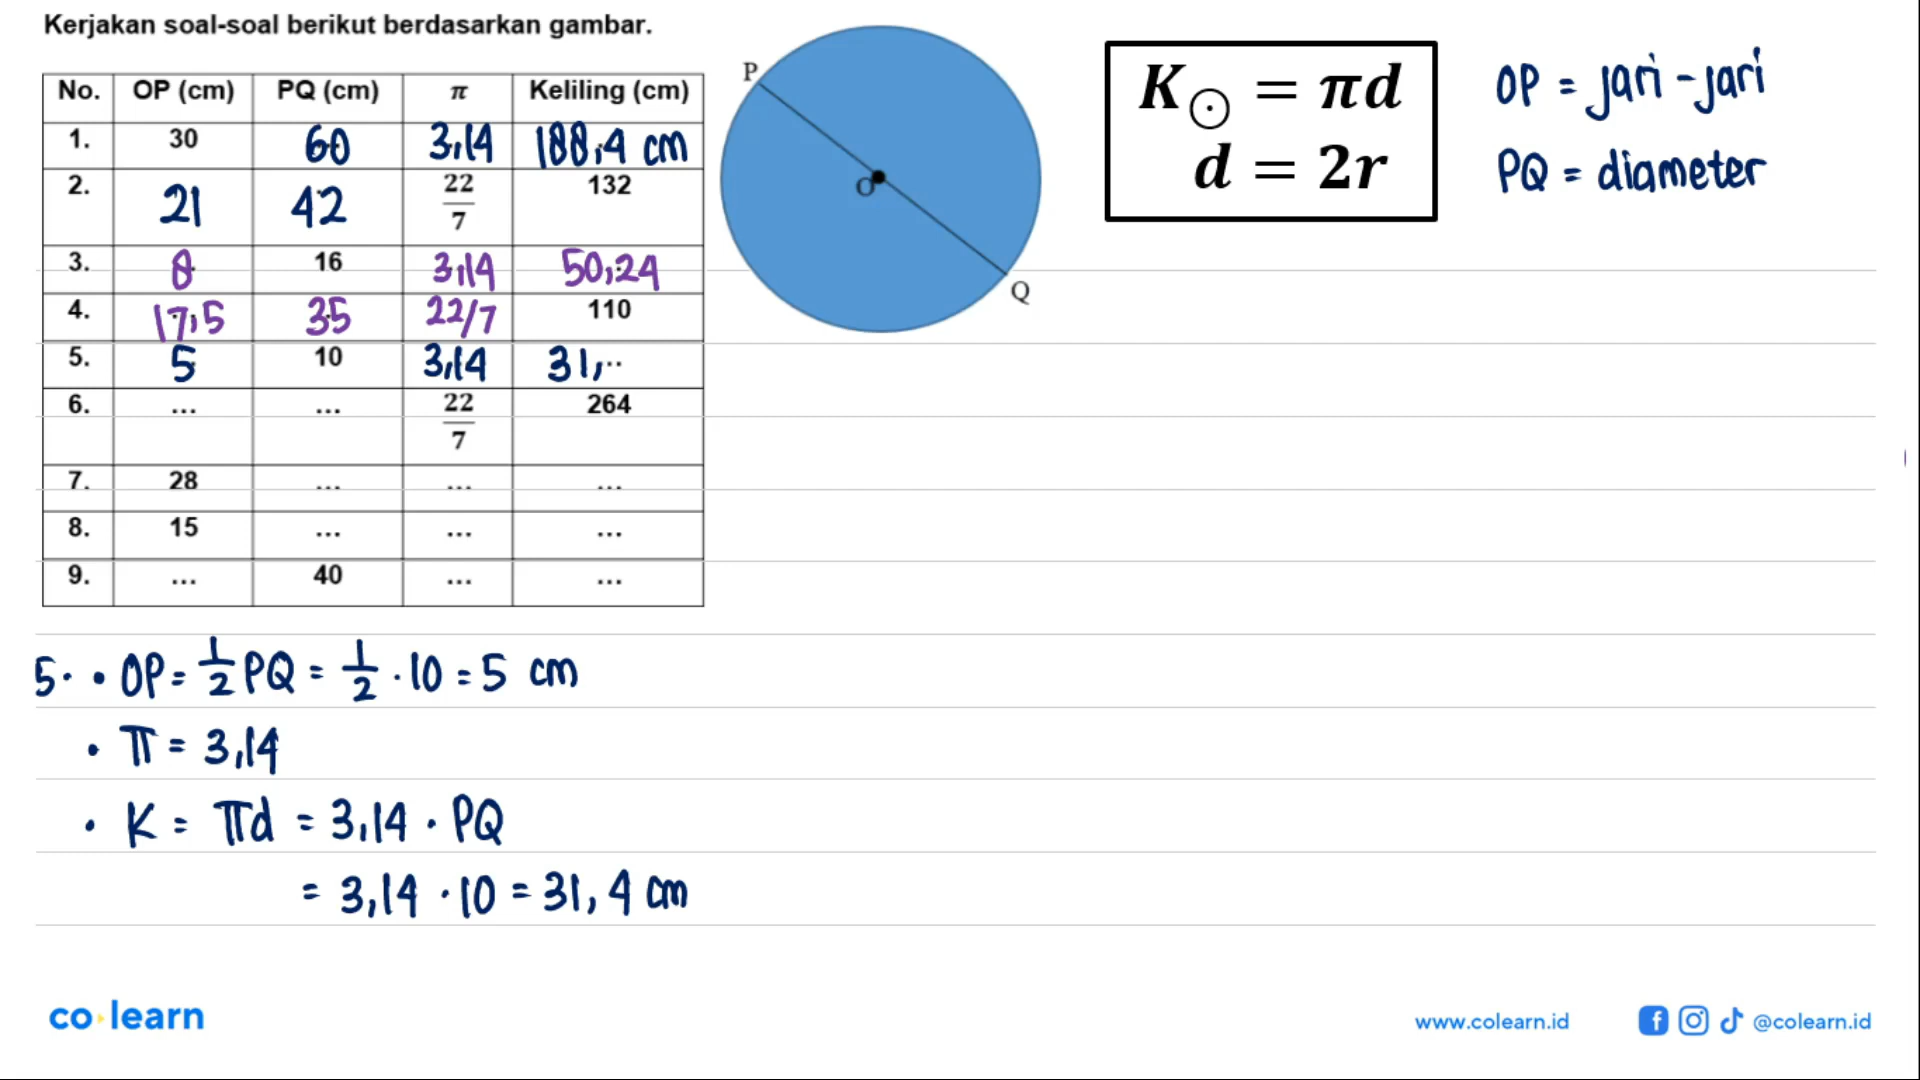 Kerjakan soal-soal berikut berdasarkan gambar.
No. OP (cm) PQ (cm) π Keliling (cm)
1. 30 60 3,14 188,4 cm
2. 21 42 22/7 132
3. 8 16 3,14 50,24
4. 17,5 35 22/7 110
5. 5 10 3,14 31,..
6. ... ... 22/7 264
7. 28 ... ... ...
8. 15 ... ... ...
9. ... 40 ... ...
P
O
Q
K⊙ = πd
d = 2r
OP = jari-jari
PQ = diameter
5. • OP = 1/2 PQ = 1/2 · 10 = 5 cm
• π = 3,14
• K = πd = 3,14 · PQ
= 3,14 · 10 = 31,4 cm
co learn
www.colearn.id
@colearn.id